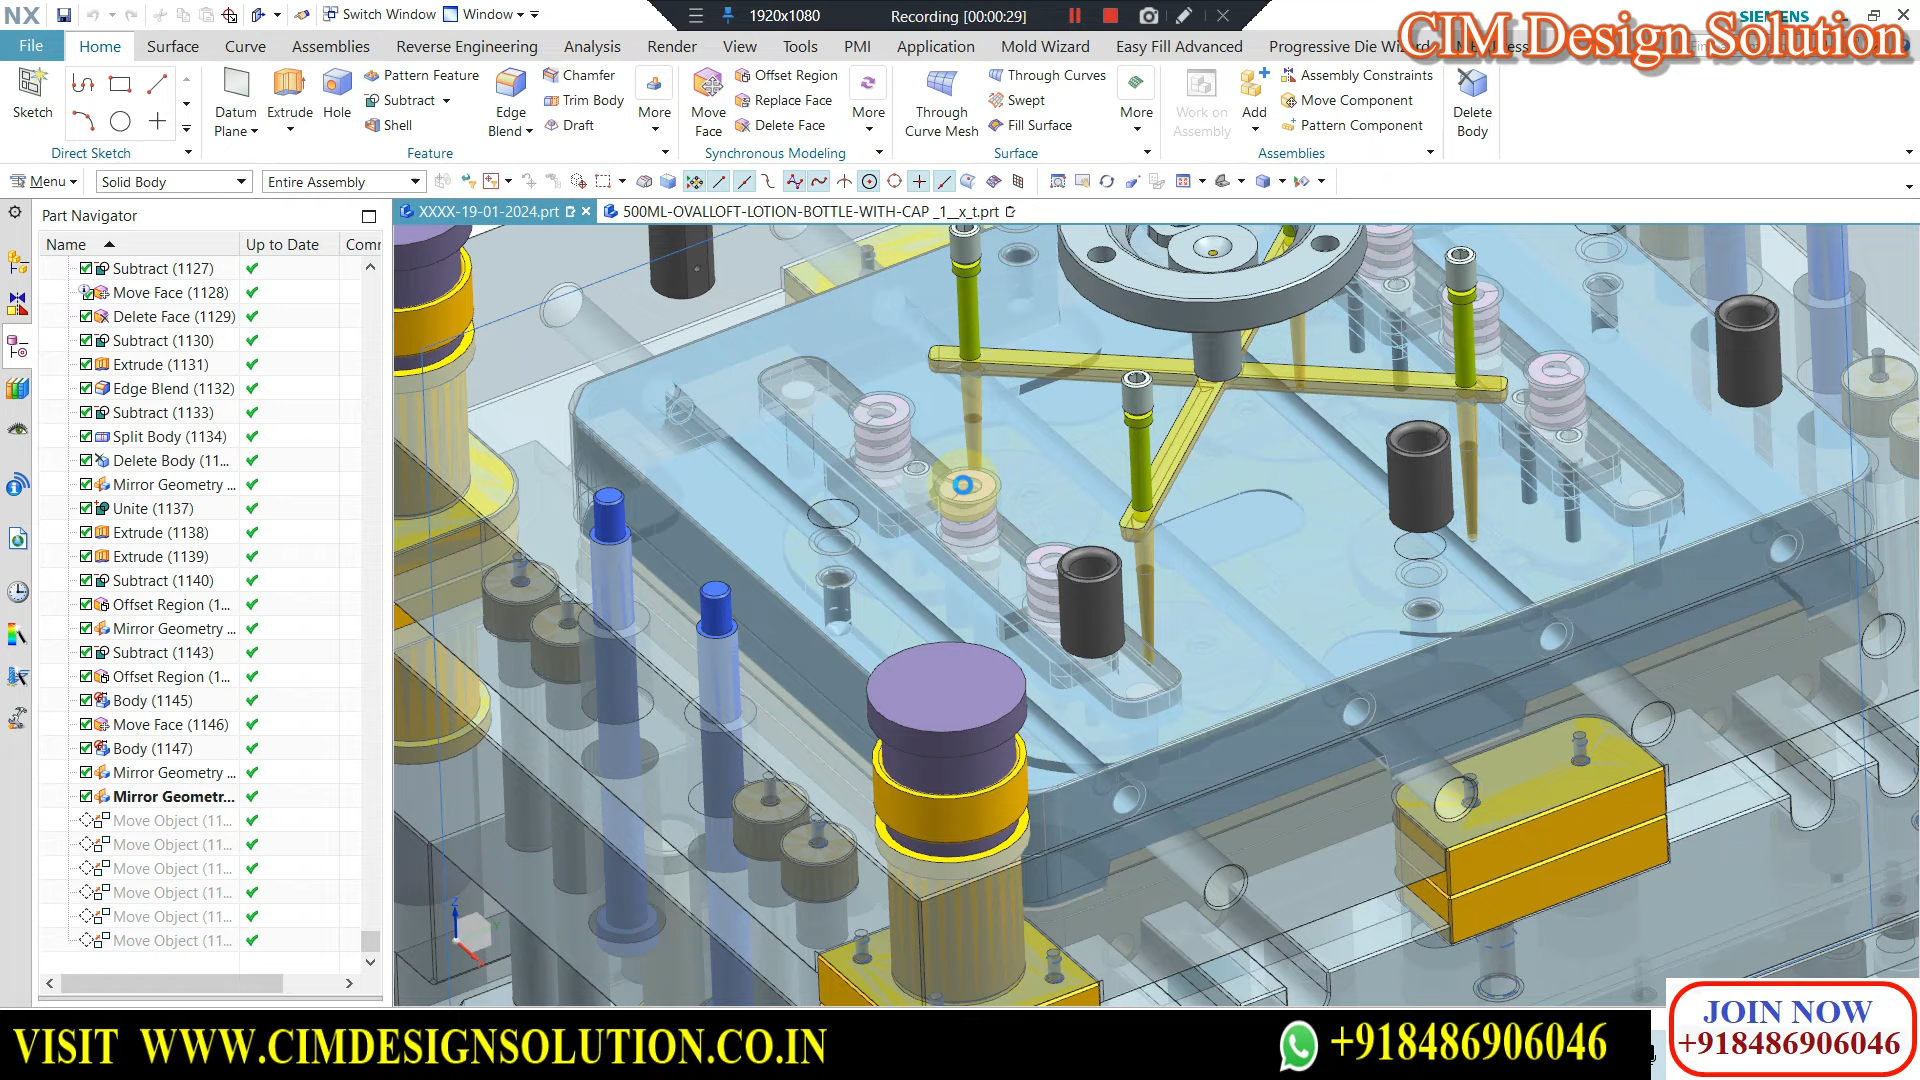 NX Switch Window Window 1920x1080 Recording [00:00:29] SIEMENS
CIM Design Solution
File Home Surface Curve Assemblies Reverse Engineering Analysis Render View Tools PMI Application Mold Wizard Easy Fill Advanced Progressive Die
Sketch
Direct Sketch
Datum Plane
Extrude
Hole
Pattern Feature
Subtract
Shell
Edge Blend
Chamfer
Trim Body
Draft
More
Feature
Move Face
Offset Region
Replace Face
Delete Face
More
Synchronous Modeling
Through Curve Mesh
Through Curves
Swept
Fill Surface
More
Surface
Work on Assembly
Add
Assembly Constraints
Move Component
Pattern Component
Assemblies
Delete Body
Menu Solid Body Entire Assembly
Part Navigator
XXXX-19-01-2024.prt 500ML-OVALLOFT-LOTION-BOTTLE-WITH-CAP _1__x_t.prt
Name Up to Date Comr
Subtract (1127)
Move Face (1128)
Delete Face (1129)
Subtract (1130)
Extrude (1131)
Edge Blend (1132)
Subtract (1133)
Split Body (1134)
Delete Body (11...
Mirror Geometry ...
Unite (1137)
Extrude (1138)
Extrude (1139)
Subtract (1140)
Offset Region (1...
Mirror Geometry ...
Subtract (1143)
Offset Region (1...
Body (1145)
Move Face (1146)
Body (1147)
Mirror Geometry ...
Mirror Geometr...
Move Object (11...
Move Object (11...
Move Object (11...
Move Object (11...
Move Object (11...
Move Object (11...
Z
VISIT WWW.CIMDESIGNSOLUTION.CO.IN
+918486906046
JOIN NOW
+918486906046